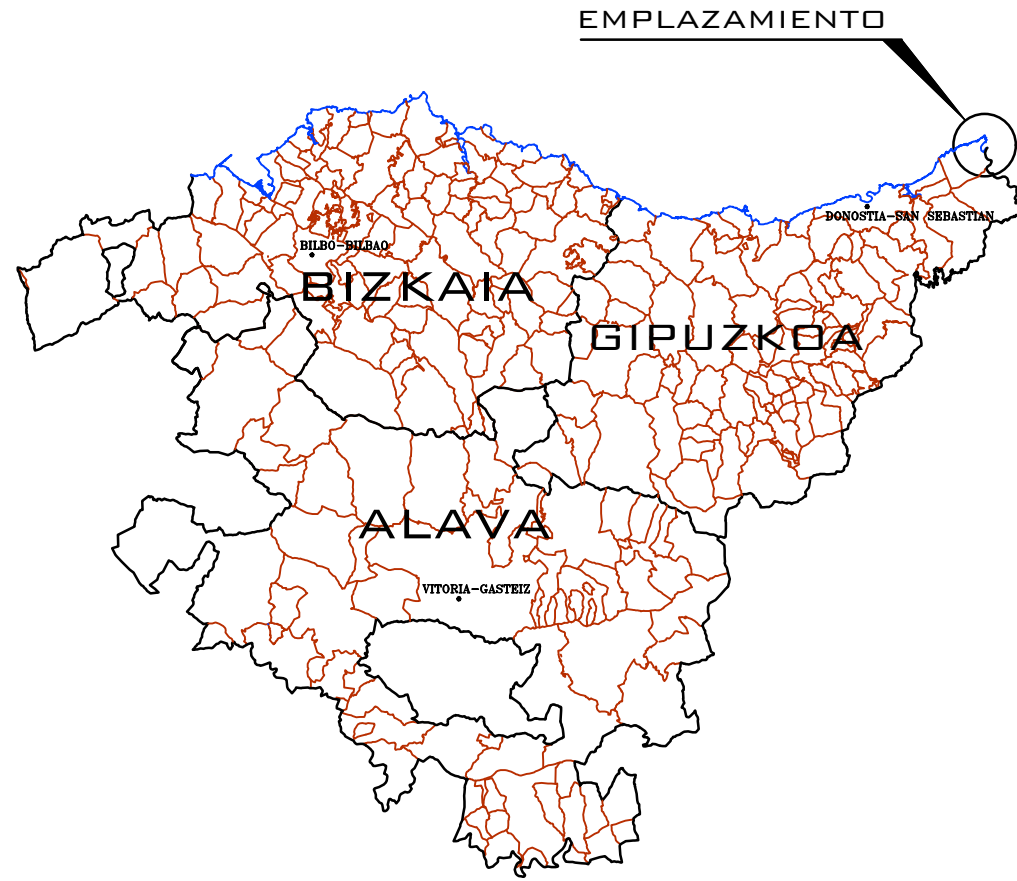 EMPLAZAMIENTO
DONOSTIA-SAN SEBASTIAN
BILBO-BILBAO
BIZKAIA
GIPUZKOA
ALAVA
VITORIA-GASTEIZ